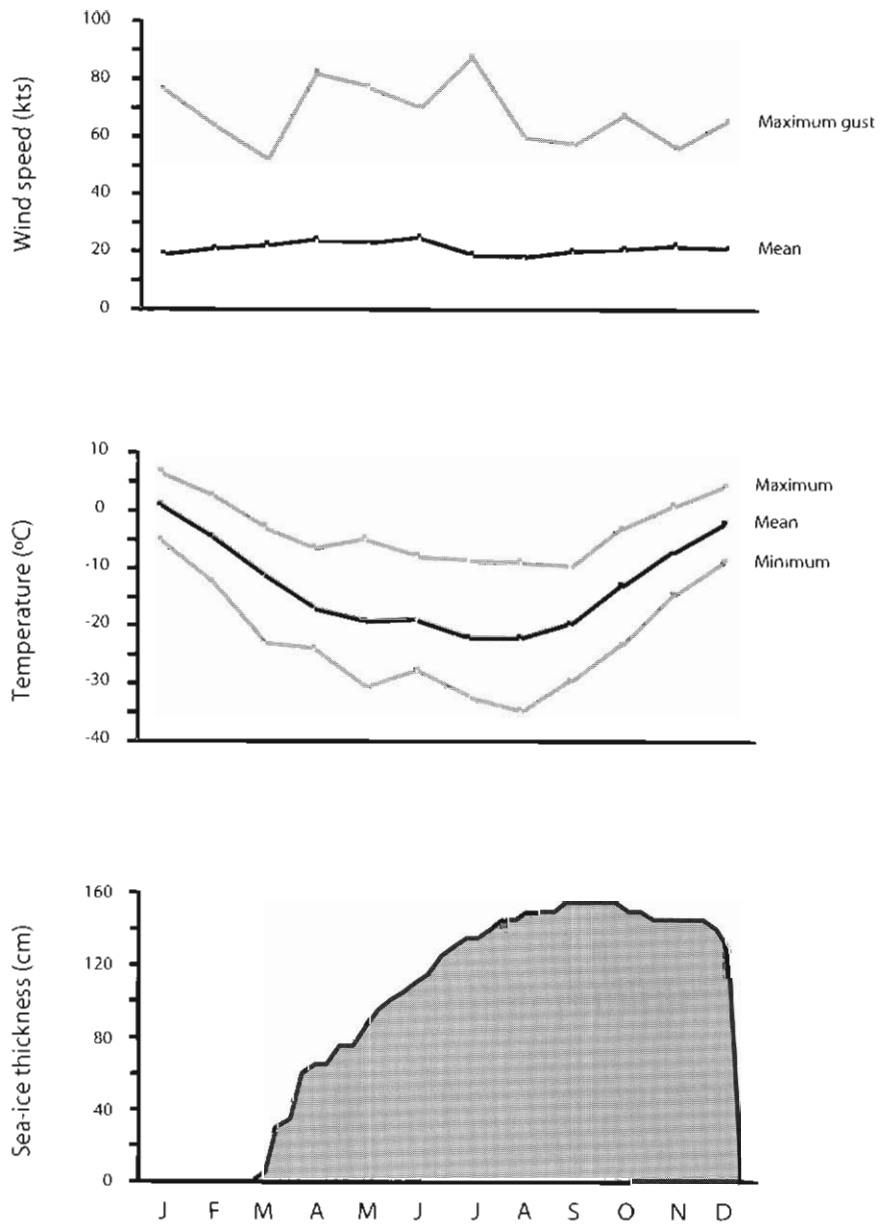 Wind speed (kts)
100
80
60
40
20
0
Maximum gust
Mean
Temperature (ºC)
10
0
-10
-20
-30
-40
Maximum
Mean
Minimum
Sea-ice thickness (cm)
160
120
80
40
0
J F M A M J J A S O N D